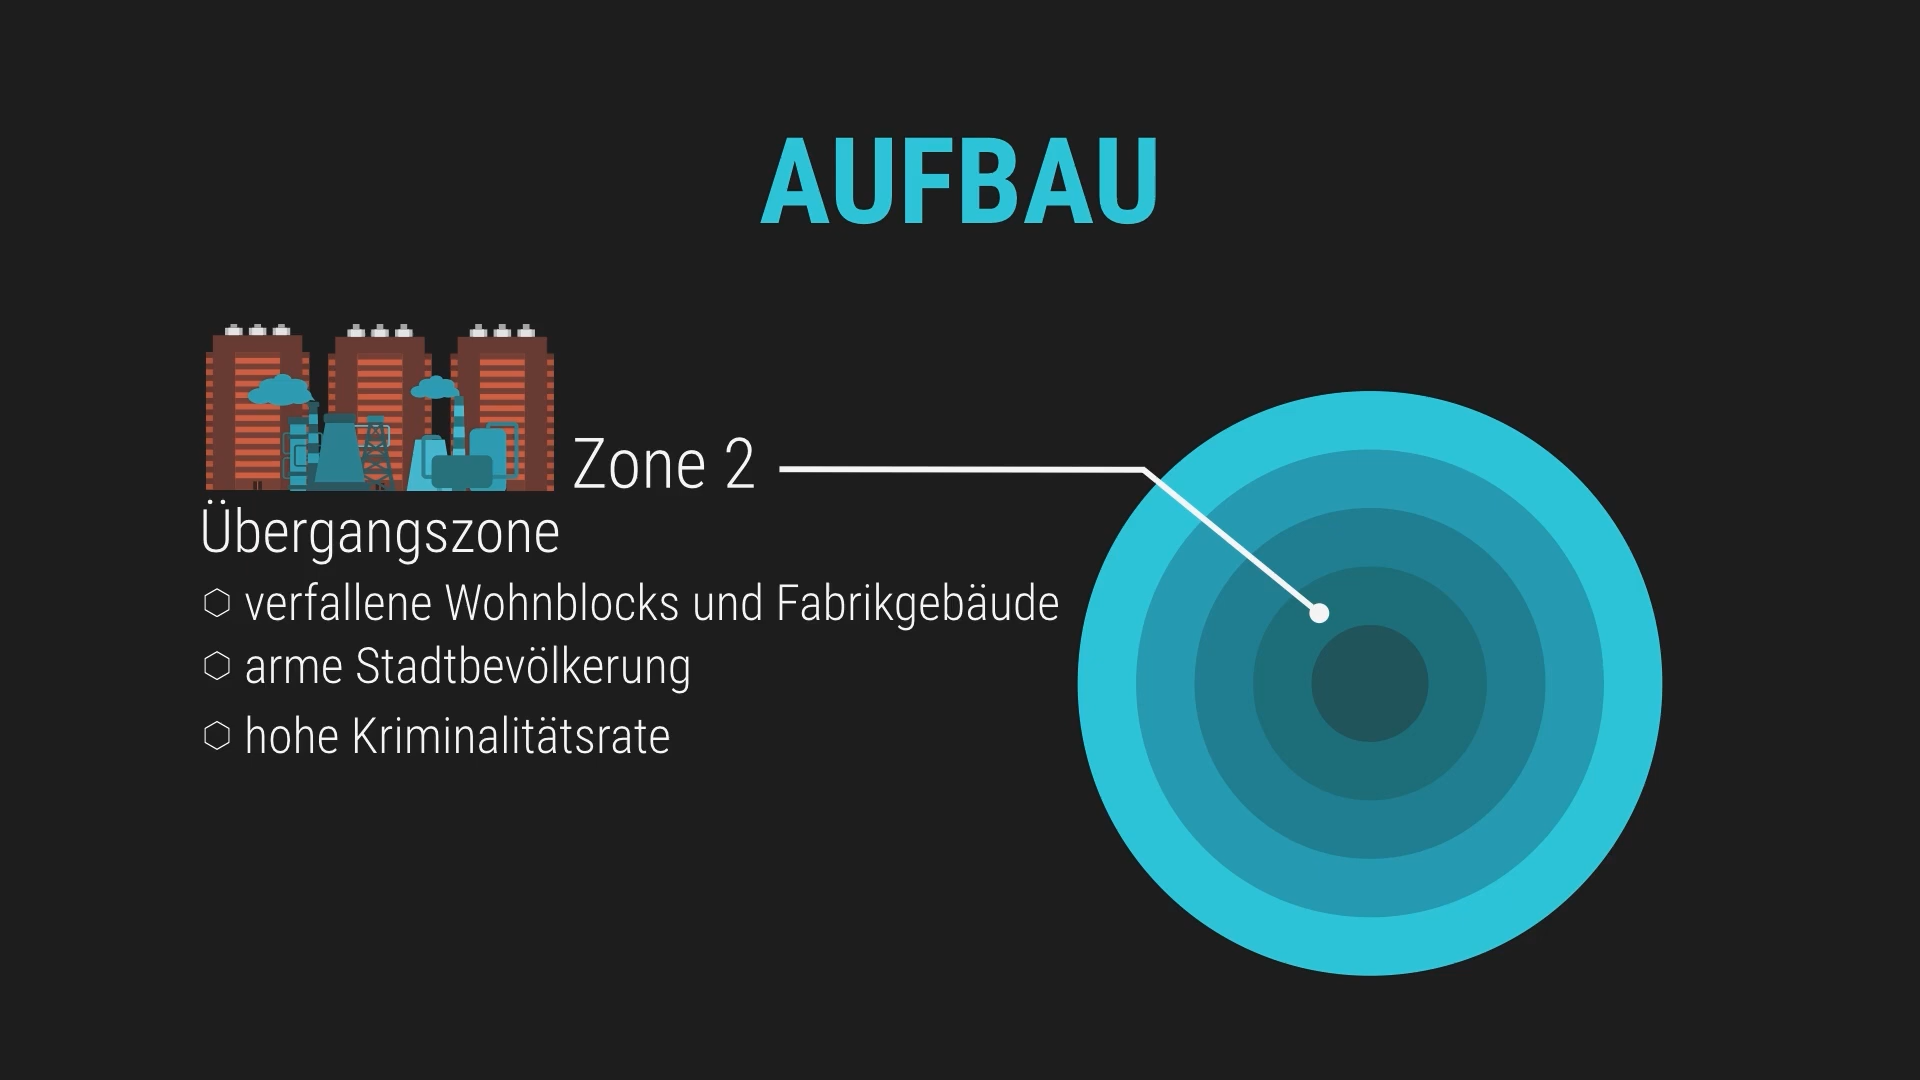 AUFBAU
Zone 2
Übergangszone
verfallene Wohnblocks und Fabrikgebäude
arme Stadtbevölkerung
hohe Kriminalitätsrate